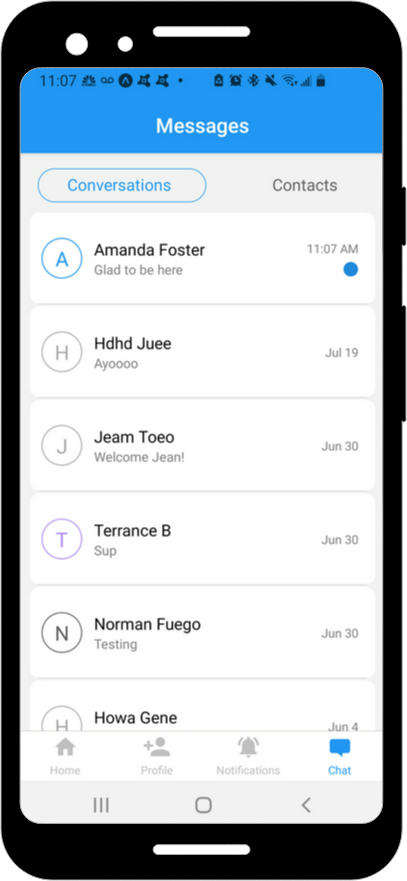 11:07
Messages
Conversations
Contacts
A
Amanda Foster
11:07 AM
Glad to be here
H
Hdhd Juee
Jul 19
Ayoooo
J
Jeam Toeo
Jun 30
Welcome Jean!
T
Terrance B
Jun 30
Sup
N
Norman Fuego
Jun 30
Testing
H
Howa Gene
Jun 4
Home
Profile
Notifications
Chat